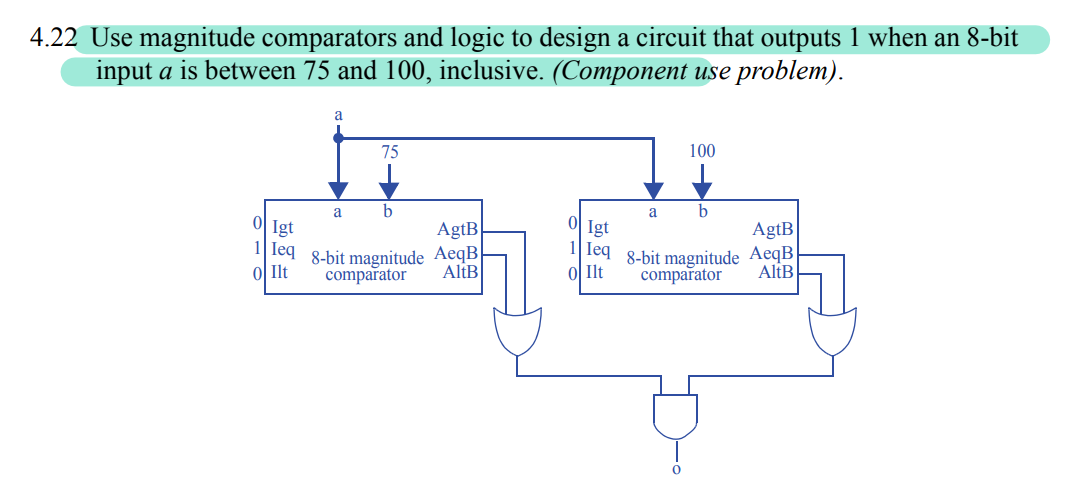 4.22 Use magnitude comparators and logic to design a circuit that outputs 1 when an 8-bit
input a is between 75 and 100, inclusive. (Component use problem).
a
75
100
a b
a b
0 Igt AgtB
1 Ieq 8-bit magnitude AeqB
0 Ilt comparator AltB
0 Igt AgtB
1 Ieq 8-bit magnitude AeqB
0 Ilt comparator AltB
o